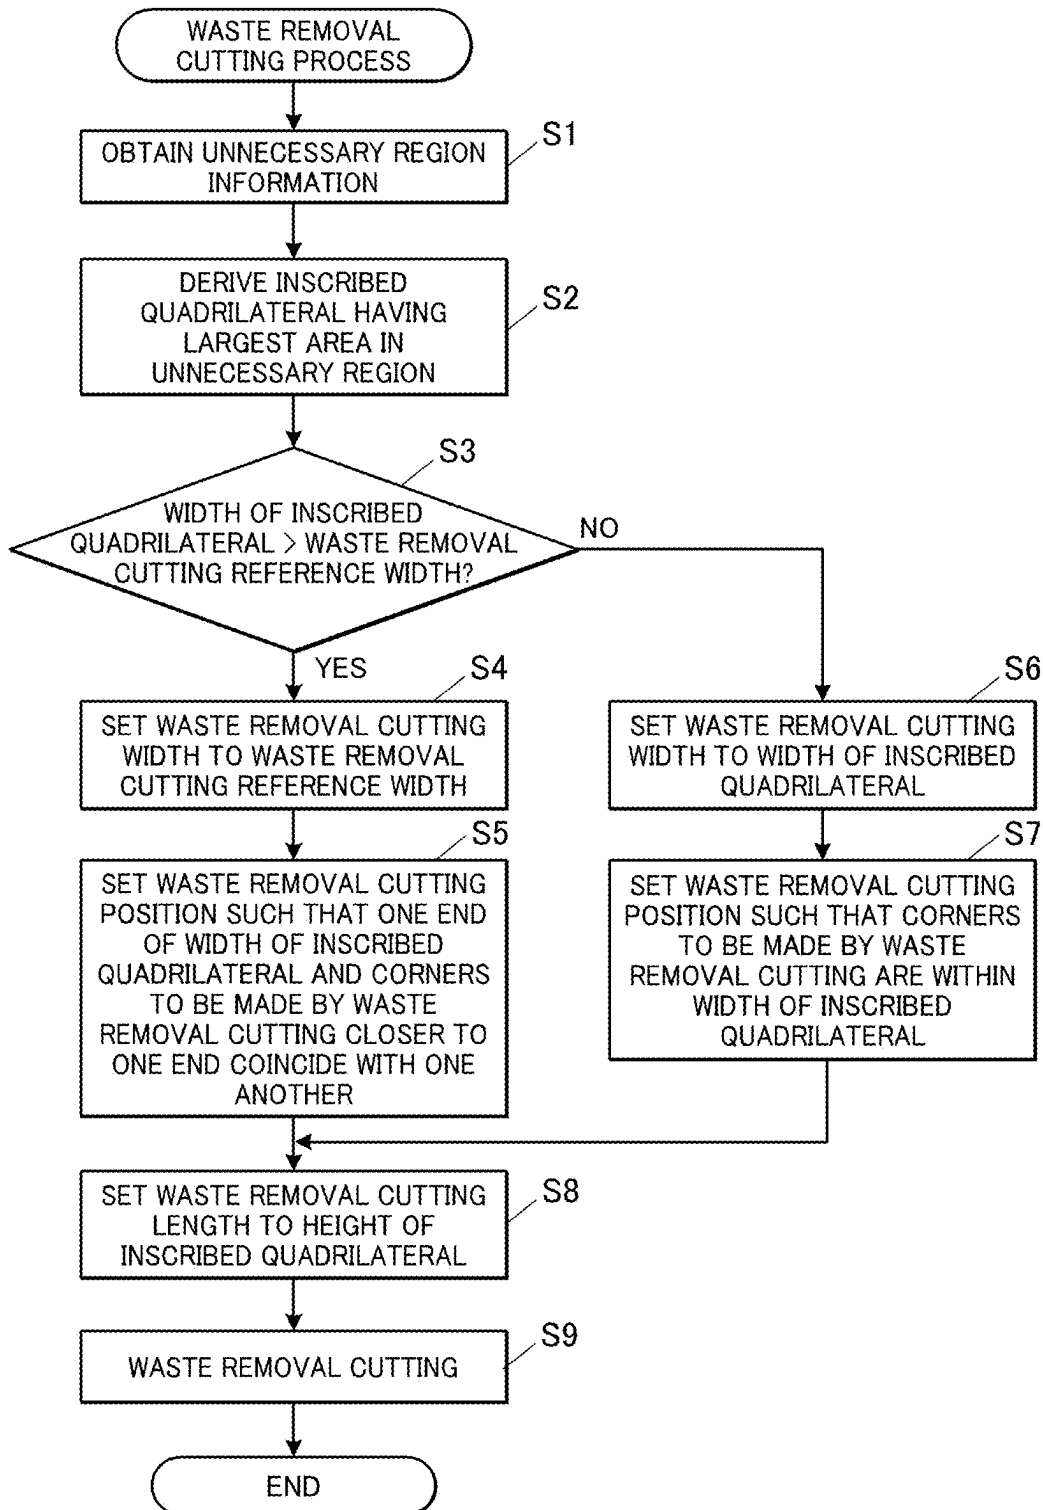 WASTE REMOVAL
CUTTING PROCESS
S1
OBTAIN UNNECESSARY REGION
INFORMATION
S2
DERIVE INSCRIBED
QUADRILATERAL HAVING
LARGEST AREA IN
UNNECESSARY REGION
S3
WIDTH OF INSCRIBED
QUADRILATERAL > WASTE REMOVAL
CUTTING REFERENCE WIDTH?
NO
YES
S4
SET WASTE REMOVAL CUTTING
WIDTH TO WASTE REMOVAL
CUTTING REFERENCE WIDTH
S5
SET WASTE REMOVAL CUTTING
POSITION SUCH THAT ONE END
OF WIDTH OF INSCRIBED
QUADRILATERAL AND CORNERS
TO BE MADE BY WASTE
REMOVAL CUTTING CLOSER TO
ONE END COINCIDE WITH ONE
ANOTHER
S6
SET WASTE REMOVAL CUTTING
WIDTH TO WIDTH OF INSCRIBED
QUADRILATERAL
S7
SET WASTE REMOVAL CUTTING
POSITION SUCH THAT CORNERS
TO BE MADE BY WASTE
REMOVAL CUTTING ARE WITHIN
WIDTH OF INSCRIBED
QUADRILATERAL
S8
SET WASTE REMOVAL CUTTING
LENGTH TO HEIGHT OF
INSCRIBED QUADRILATERAL
S9
WASTE REMOVAL CUTTING
END